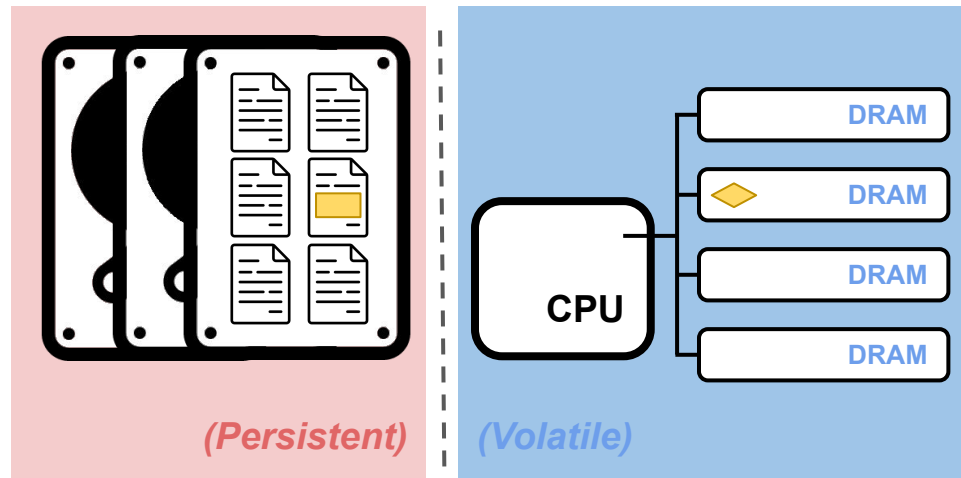 DRAM
DRAM
DRAM
CPU
DRAM
(Persistent)
(Volatile)